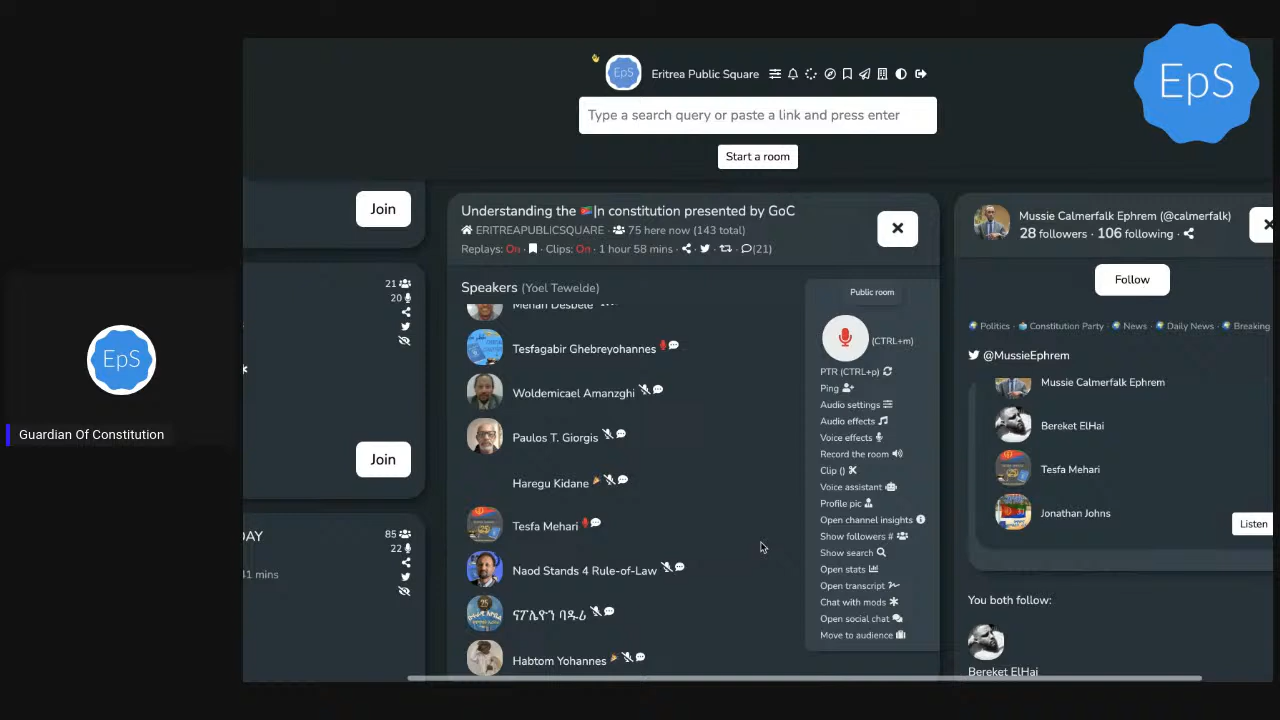 EpS
Guardian Of Constitution
EpS
Eritrea Public Square
Type a search query or paste a link and press enter
Start a room
EpS
Join
21
20
Join
DAY
85
22
41 mins
Understanding the 🇪🇷|n constitution presented by GoC
ERITREAPUBLICSQUARE · 75 here now (143 total)
Replays: On · Clips: On · 1 hour 58 mins · (21)
Speakers (Yoel Tewelde)
Tesfagabir Ghebreyohannes
Woldemicael Amanzghi
Paulos T. Giorgis
Haregu Kidane
Tesfa Mehari
Naod Stands 4 Rule-of-Law
ናፖሌዮን ባዱሪ
Habtom Yohannes
Public room
(CTRL+m)
PTR (CTRL+p)
Ping
Audio settings
Audio effects
Voice effects
Record the room
Clip ()
Voice assistant
Profile pic
Open channel insights
Show followers #
Show search
Open stats
Open transcript
Chat with mods
Open social chat
Move to audience
Mussie Calmerfalk Ephrem (@calmerfalk)
28 followers · 106 following
Follow
Politics · Constitution Party · News · Daily News · Breaking
@MussieEphrem
Mussie Calmerfalk Ephrem
Bereket ElHai
Tesfa Mehari
Jonathan Johns
Listen
You both follow:
Bereket ElHai